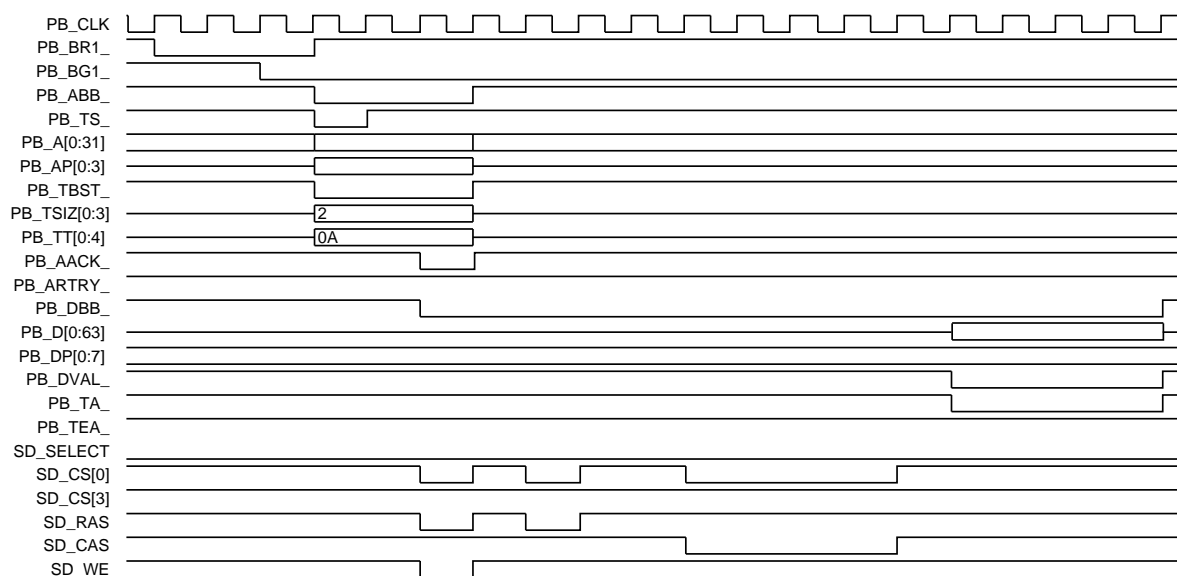 PB_CLK
PB_BR1_
PB_BG1_
PB_ABB_
PB_TS_
PB_A[0:31]
PB_AP[0:3]
PB_TBST_
PB_TSIZ[0:3] 2
PB_TT[0:4] 0A
PB_AACK_
PB_ARTRY_
PB_DBB_
PB_D[0:63]
PB_DP[0:7]
PB_DVAL_
PB_TA_
PB_TEA_
SD_SELECT
SD_CS[0]
SD_CS[3]
SD_RAS
SD_CAS
SD_WE